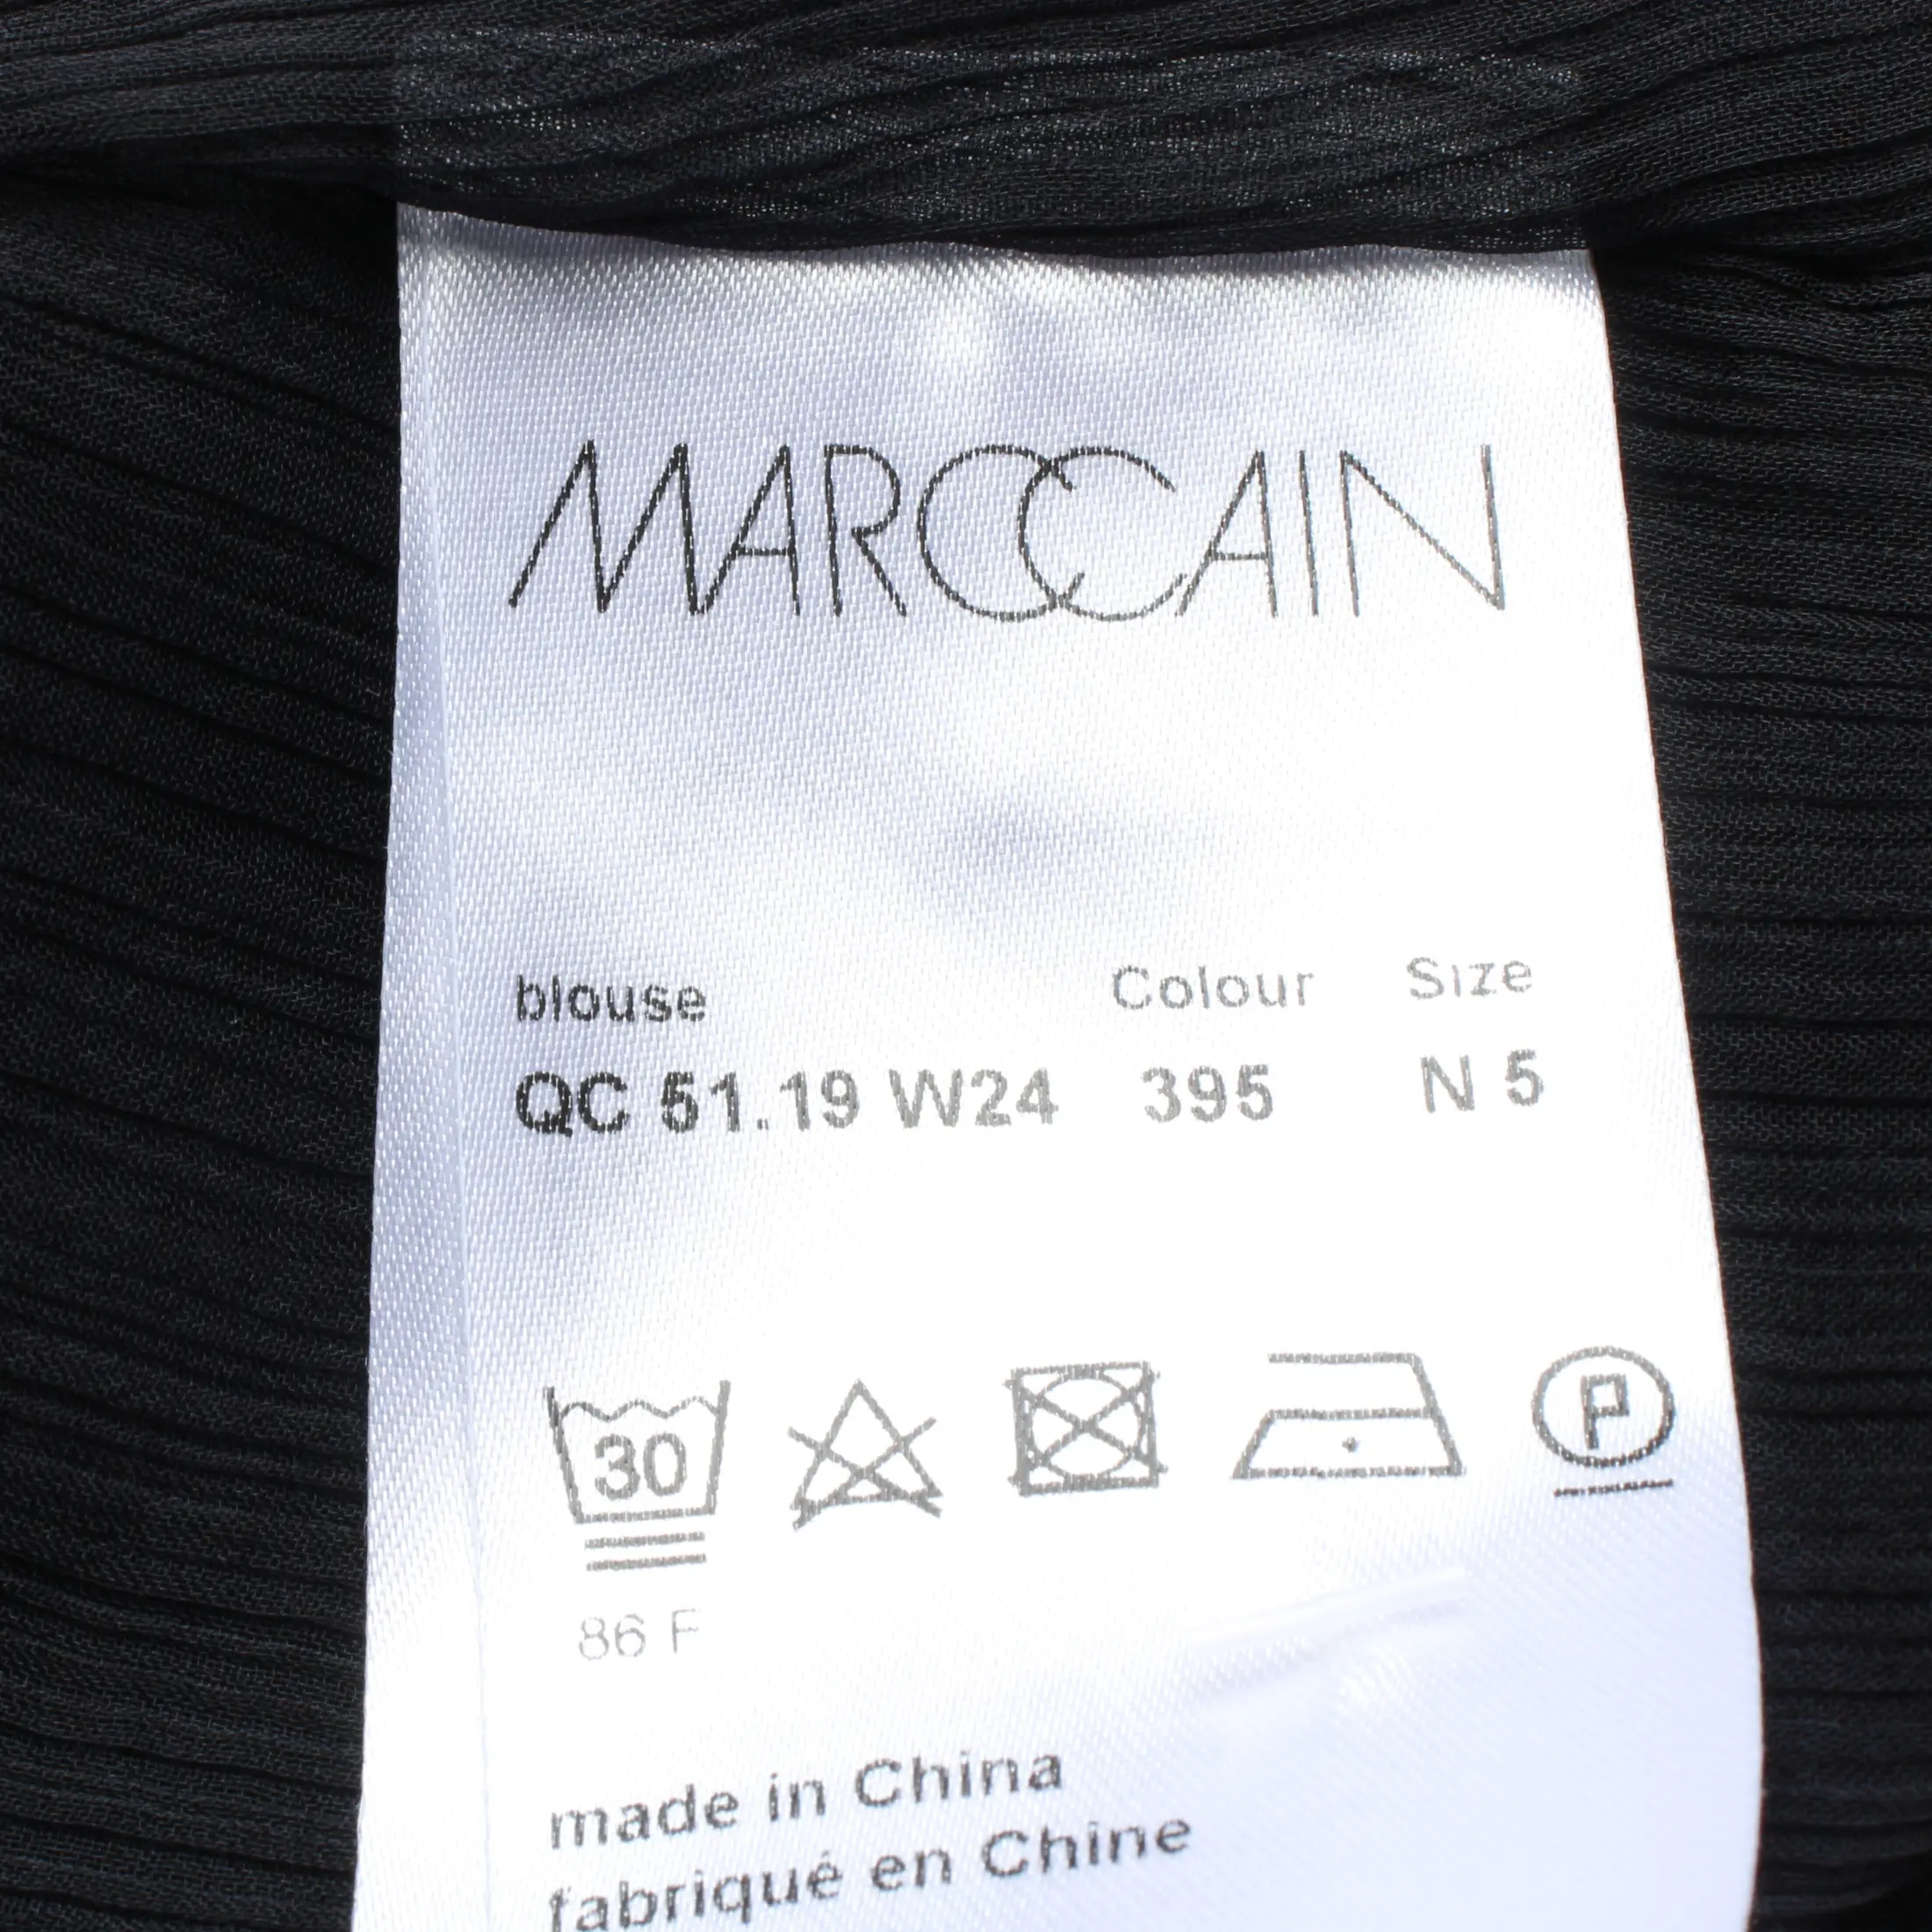 MARCCAIN
blouse Colour Size
QC 51.19 W24 395 N 5
30 P
86 F
made in China
fabriqué en Chine